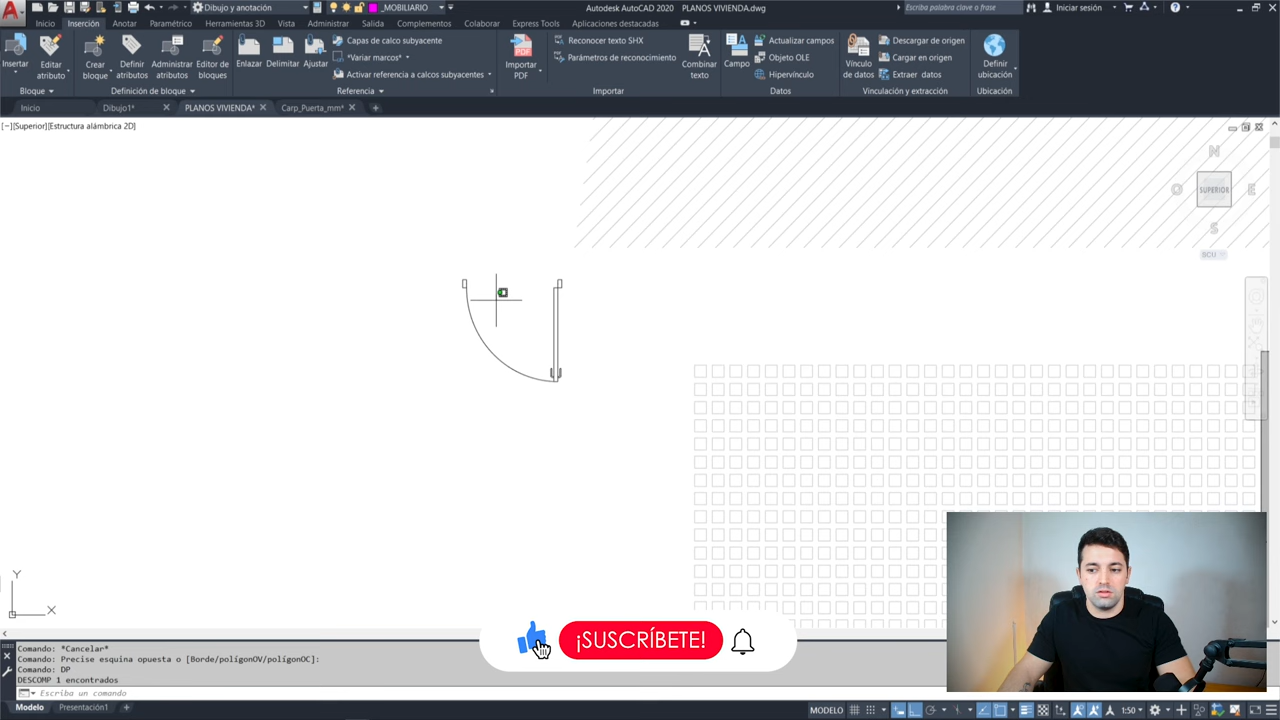 Dibujo y anotación
_MOBILIARIO
Autodesk AutoCAD 2020 PLANOS VIVIENDA.dwg
Escriba palabra clave o frase
Iniciar sesión
Inicio
Inserción
Anotar
Paramétrico
Herramientas 3D
Vista
Administrar
Salida
Complementos
Colaborar
Express Tools
Aplicaciones destacadas
Insertar
Editar atributo
Crear bloque
Definir atributos
Administrar atributos
Editor de bloques
Enlazar
Delimitar
Ajustar
Capas de calco subyacente
*Variar marcos*
Activar referencia a calcos subyacentes
Importar PDF
Reconocer texto SHX
Parámetros de reconocimiento
Combinar texto
Campo
Actualizar campos
Objeto OLE
Hipervínculo
Vínculo de datos
Descargar de origen
Cargar en origen
Extraer datos
Definir ubicación
Bloque
Definición de bloque
Referencia
Importar
Datos
Vinculación y extracción
Ubicación
Inicio
Dibujo1*
PLANOS VIVIENDA*
Carp_Puerta_mm*
[−][Superior][Estructura alámbrica 2D]
N
O
SUPERIOR
E
S
SCU
Y
X
¡SUSCRÍBETE!
Comando: *Cancelar*
Comando: Precise esquina opuesta o [Borde/polígonOV/polígonOC]:
Comando: DP
DESCOMP 1 encontrados
Escriba un comando
Modelo
Presentación1
MODELO
1:50